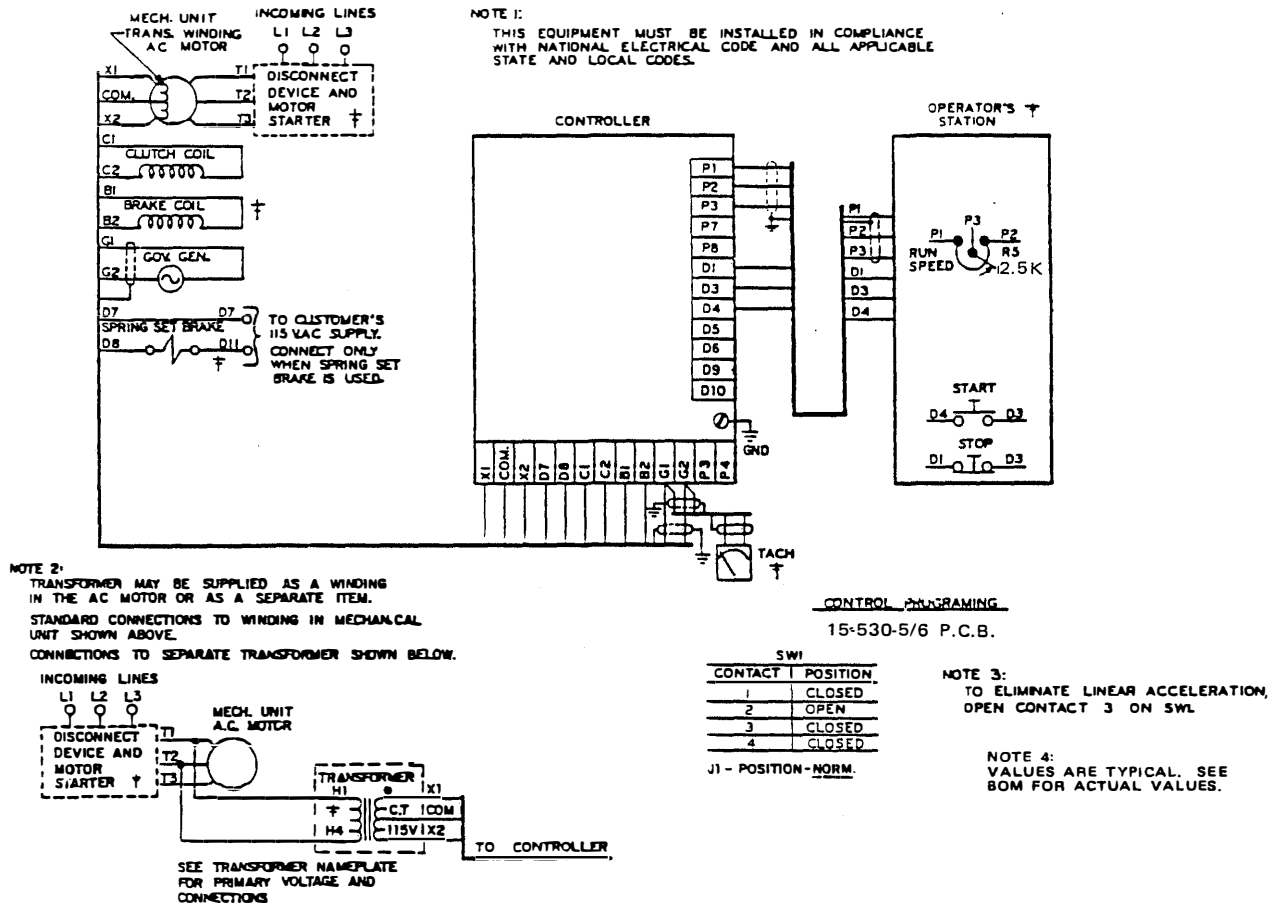 MECH. UNIT
TRANS. WINDING
AC MOTOR
INCOMING LINES
L1 L2 L3
X1
COM.
X2
T1
T2
T3
DISCONNECT
DEVICE AND
MOTOR
STARTER
C1
CLUTCH COIL
C2
B1
BRAKE COIL
B2
G1
GOV. GEN.
G2
D7 D7
SPRING SET BRAKE
D8 D11
TO CUSTOMER'S
115 VAC SUPPLY.
CONNECT ONLY
WHEN SPRING SET
BRAKE IS USED.
NOTE 1:
THIS EQUIPMENT MUST BE INSTALLED IN COMPLIANCE
WITH NATIONAL ELECTRICAL CODE AND ALL APPLICABLE
STATE AND LOCAL CODES.
CONTROLLER
P1
P2
P3
P7
P8
D1
D3
D4
D5
D6
D9
D10
GND
X1 COM. X2 D7 D8 C1 C2 B1 B2 G1 G2 P3 P4
TACH
OPERATOR'S
STATION
P1
P2
P3
D1
D3
D4
P3
P1 P2
RUN R5
SPEED 2.5K
START
D4 D3
STOP
D1 D3
NOTE 2:
TRANSFORMER MAY BE SUPPLIED AS A WINDING
IN THE AC MOTOR OR AS A SEPARATE ITEM.
STANDARD CONNECTIONS TO WINDING IN MECHANCAL
UNIT SHOWN ABOVE.
CONNECTIONS TO SEPARATE TRANSFORMER SHOWN BELOW.
INCOMING LINES
L1 L2 L3
DISCONNECT
DEVICE AND
MOTOR
STARTER
T1
T2
T3
MECH. UNIT
A.C. MOTOR
TRANSFORMER
H1 X1
C.T COM
H4 115V X2
TO CONTROLLER
SEE TRANSFORMER NAMEPLATE
FOR PRIMARY VOLTAGE AND
CONNECTIONS
CONTROL PROGRAMING
15-530-5/6 P.C.B.
SW1
CONTACT POSITION
1 CLOSED
2 OPEN
3 CLOSED
4 CLOSED
J1 - POSITION - NORM.
NOTE 3:
TO ELIMINATE LINEAR ACCELERATION,
OPEN CONTACT 3 ON SW1.
NOTE 4:
VALUES ARE TYPICAL. SEE
BOM FOR ACTUAL VALUES.